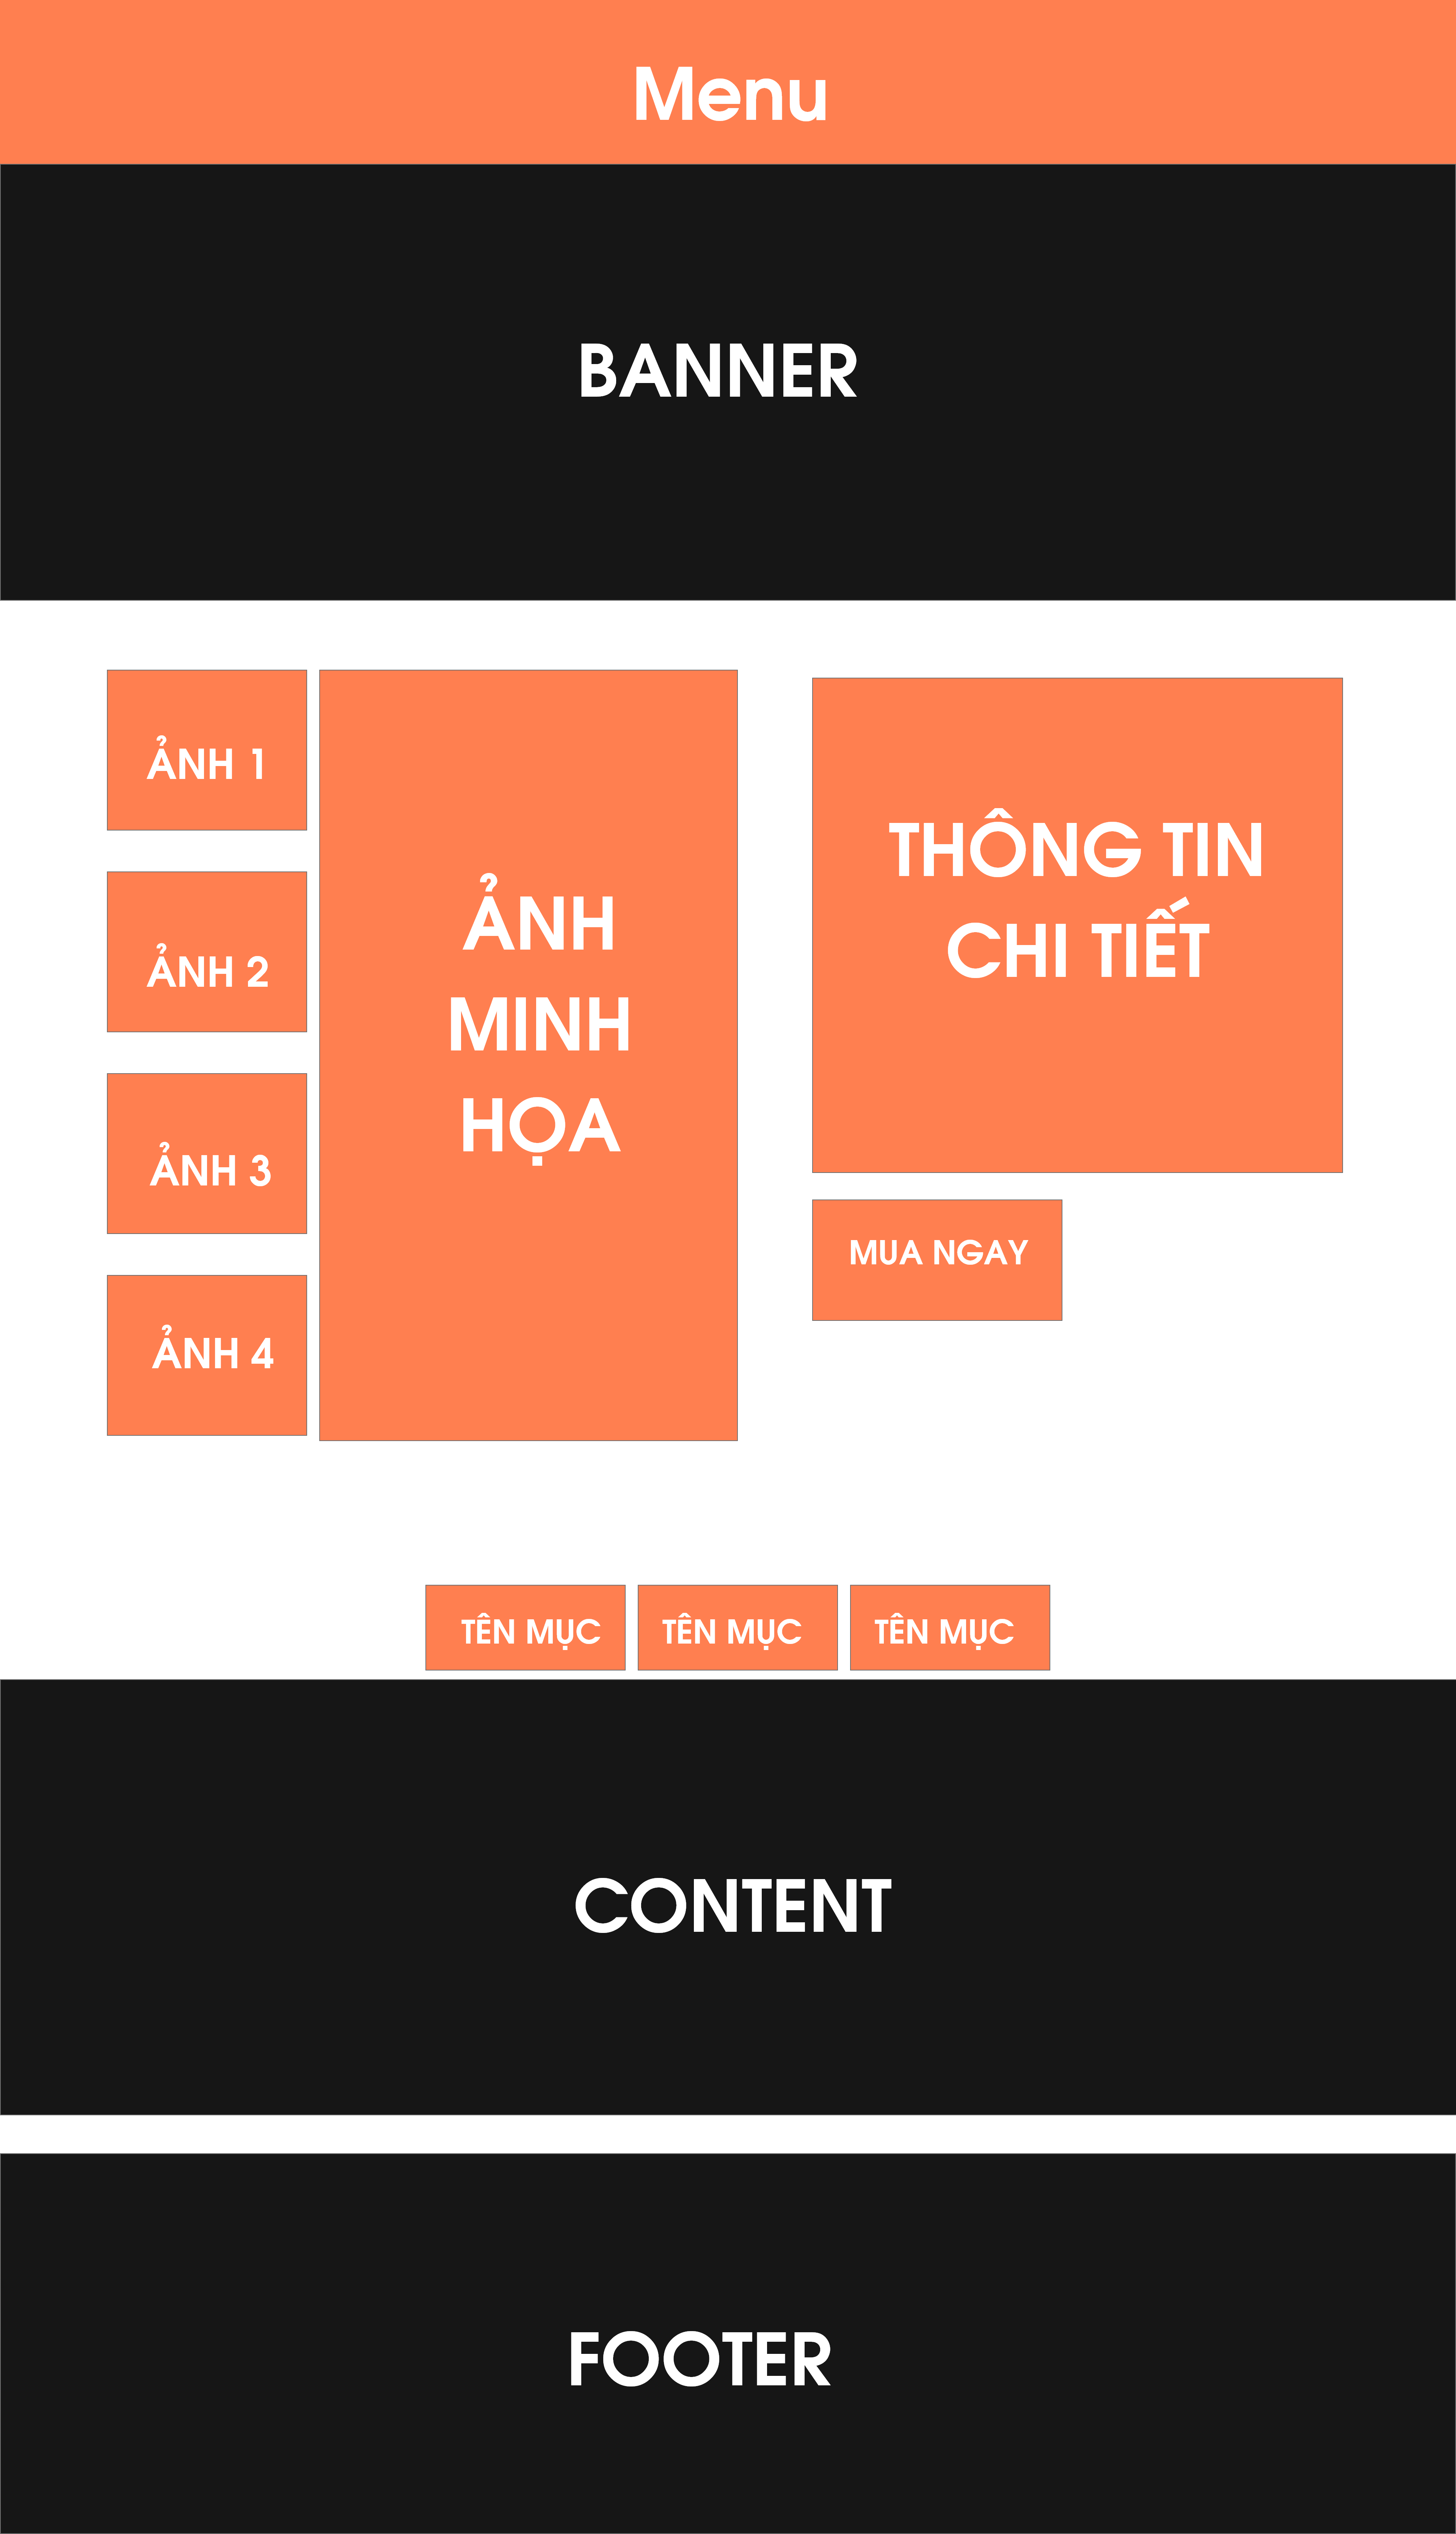 Menu
BANNER
ẢNH 1
ẢNH 2
ẢNH 3
ẢNH 4
ẢNH
MINH
HỌA
THÔNG TIN
CHI TIẾT
MUA NGAY
TÊN MỤC
TÊN MỤC
TÊN MỤC
CONTENT
FOOTER